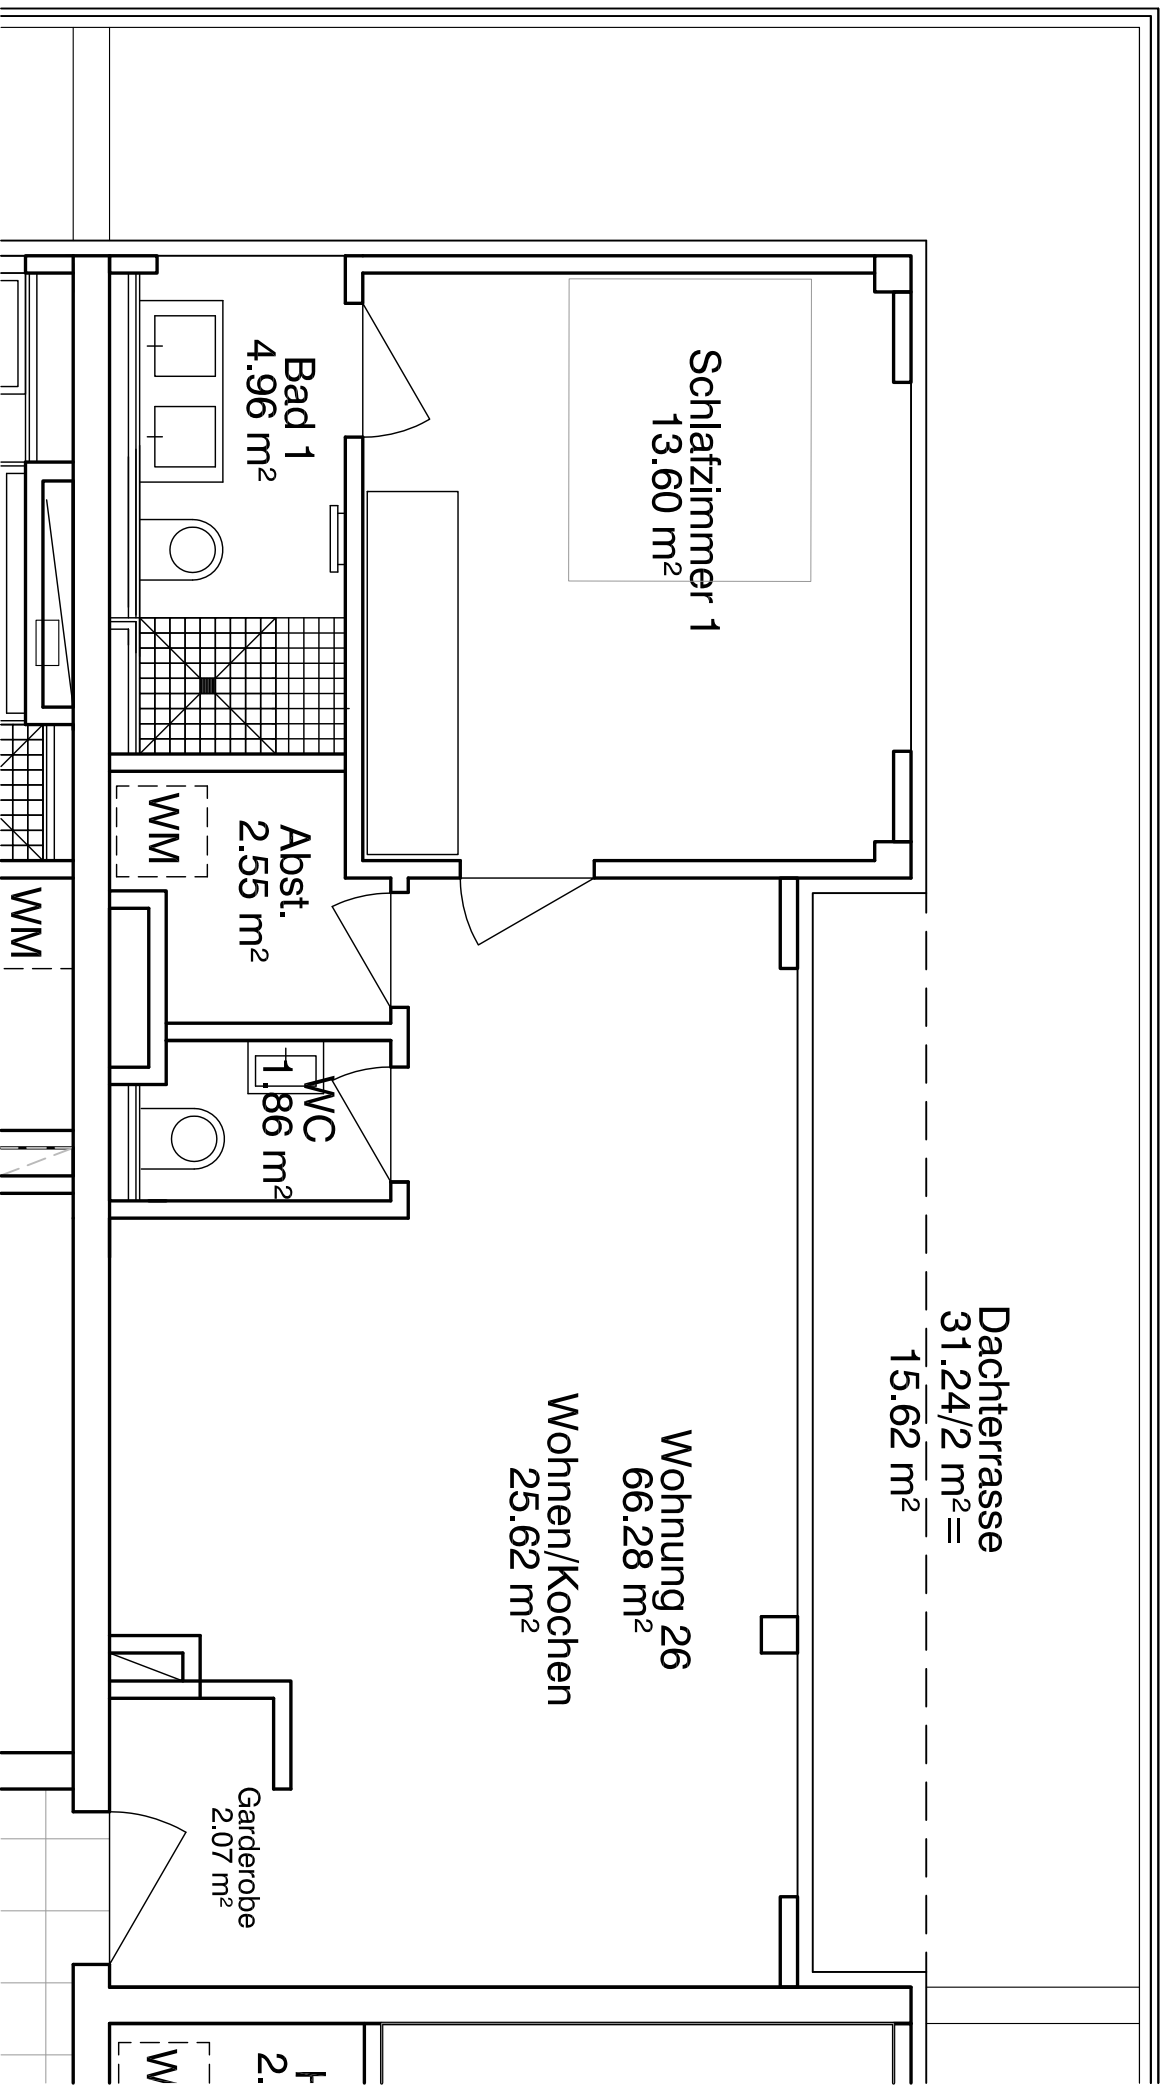 Dachterrasse
31.24/2 m²=
15.62 m²
Schlafzimmer 1
13.60 m²
Wohnung 26
66.28 m²
Wohnen/Kochen
25.62 m²
Bad 1
4.96 m²
Abst.
2.55 m²
WM
WC
1.86 m²
Garderobe
2.07 m²
WM
2.